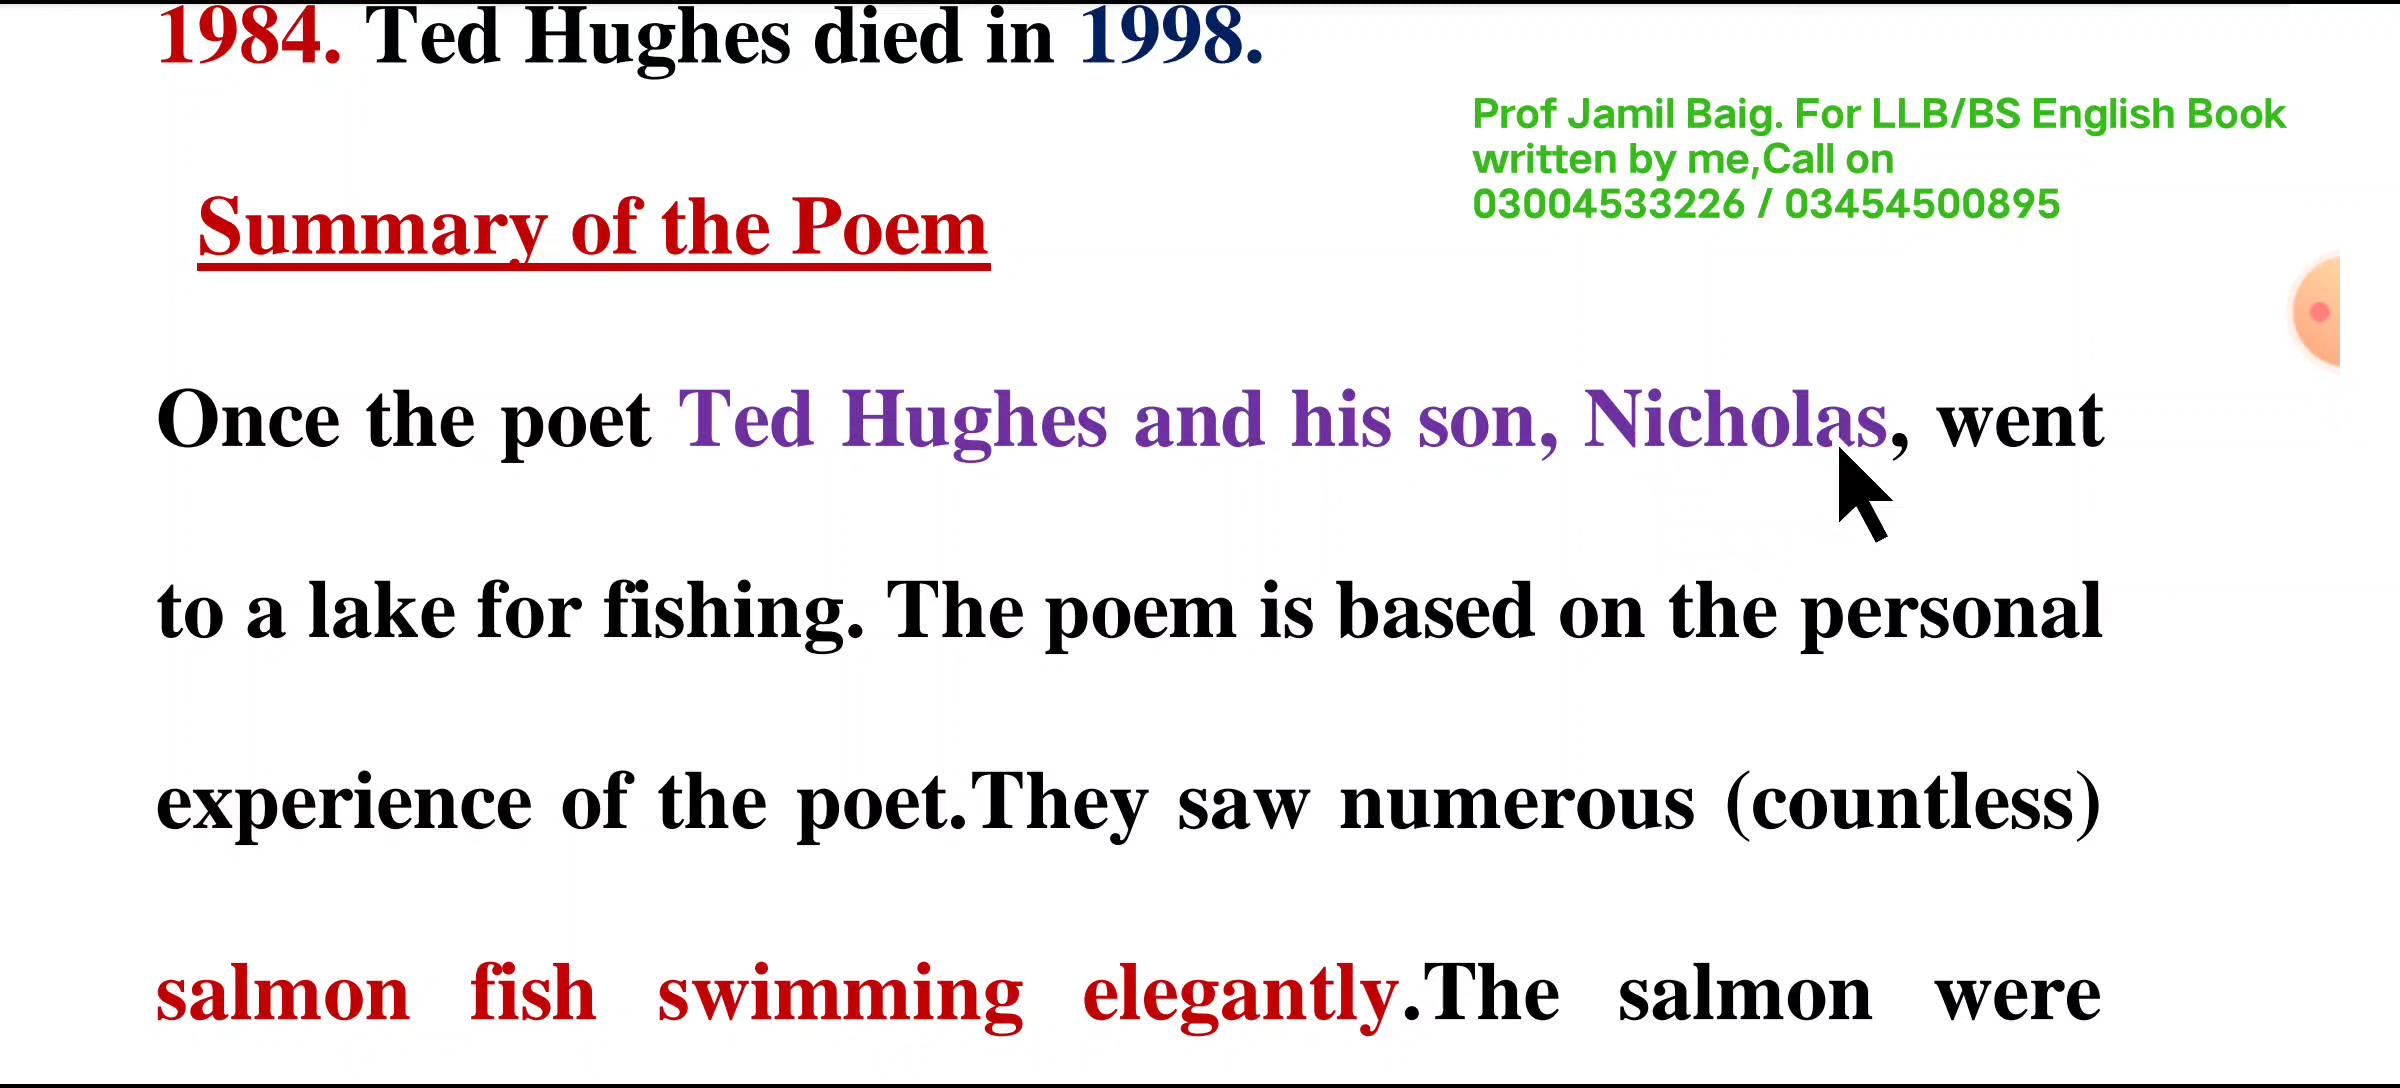 1984. Ted Hughes died in 1998.
Prof Jamil Baig. For LLB/BS English Book
written by me,Call on
03004533226 / 03454500895
Summary of the Poem
Once the poet Ted Hughes and his son, Nicholas, went
to a lake for fishing. The poem is based on the personal
experience of the poet.They saw numerous (countless)
salmon fish swimming elegantly.The salmon were